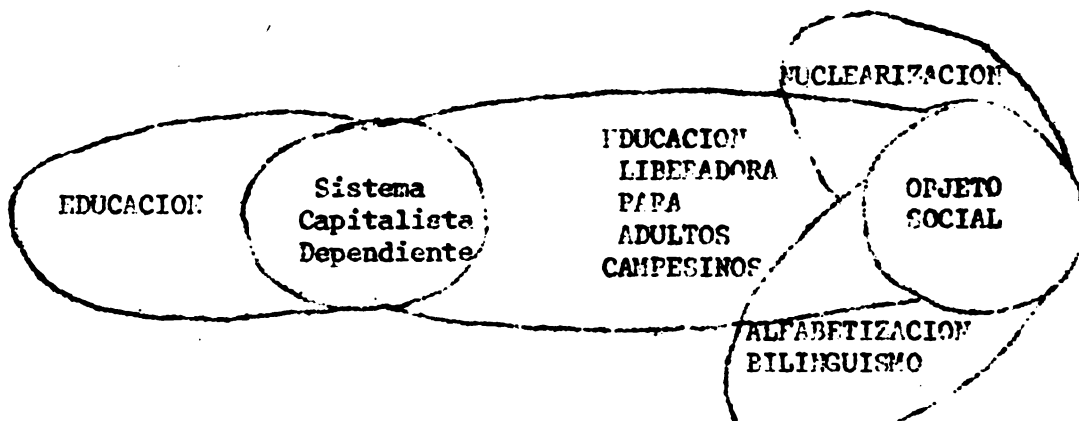 NUCLEARIZACION
EDUCACION
LIBERADORA
PARA
ADULTOS
CAMPESINOS
EDUCACION
Sistema
Capitalista
Dependiente
OBJETO
SOCIAL
ALFABETIZACION
BILINGUISMO